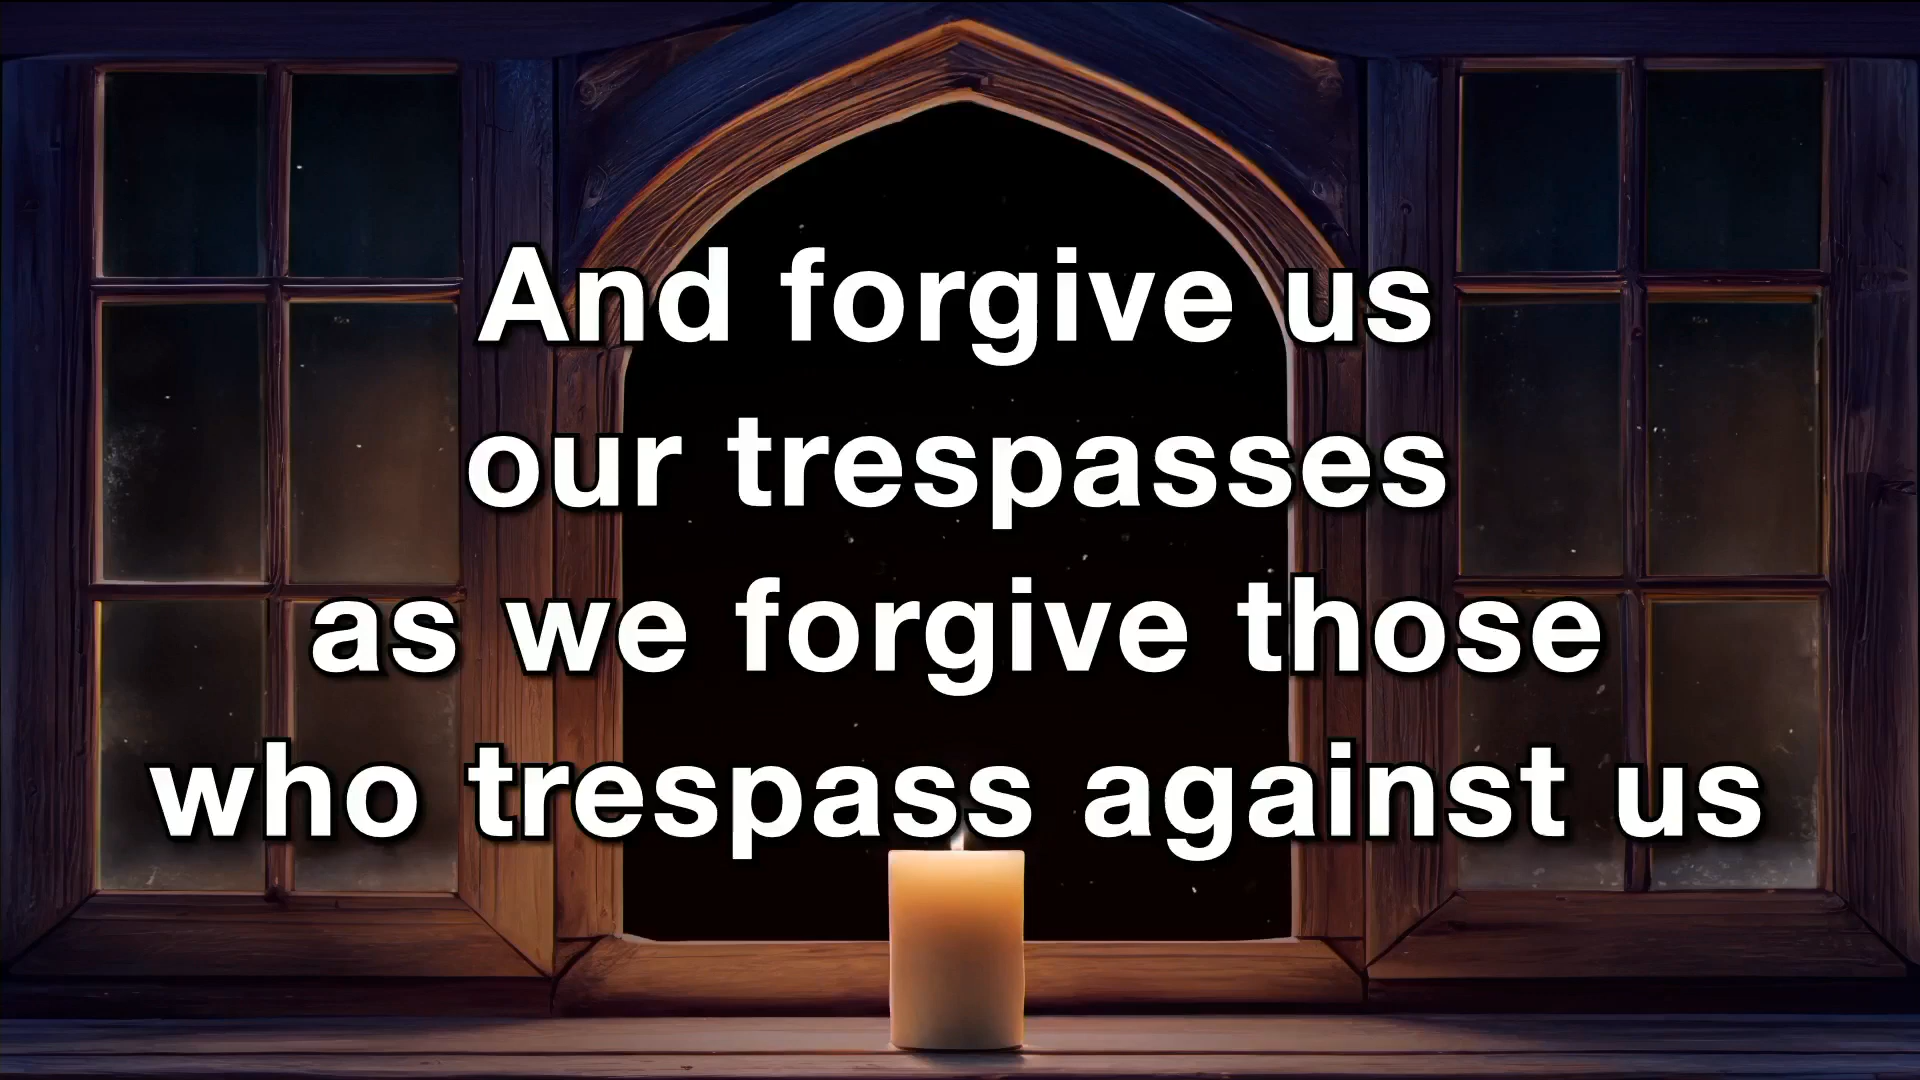 And forgive us
our trespasses
as we forgive those
who trespass against us